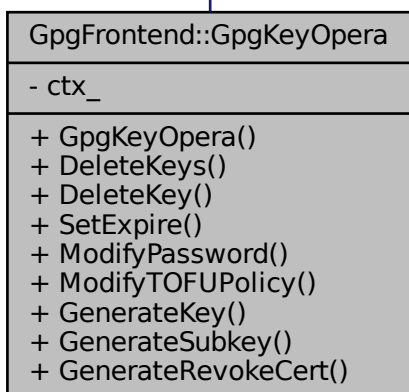 GpgFrontend::GpgKeyOpera
- ctx_
+ GpgKeyOpera()
+ DeleteKeys()
+ DeleteKey()
+ SetExpire()
+ ModifyPassword()
+ ModifyTOFUPolicy()
+ GenerateKey()
+ GenerateSubkey()
+ GenerateRevokeCert()